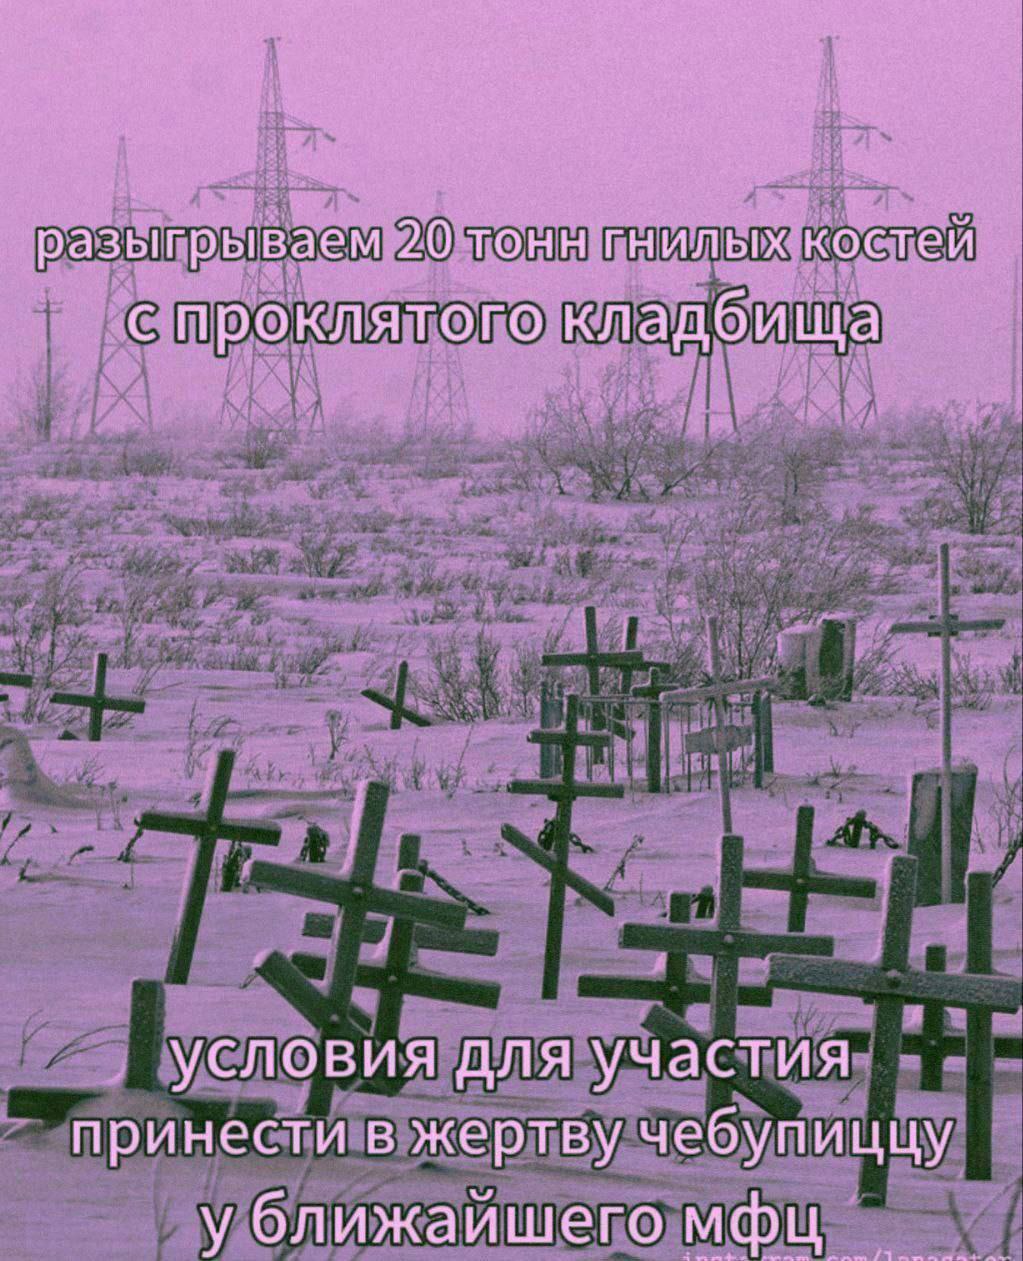 разыгрываем 20 тонн гнилых костей
с проклятого кладбища
условия для участия
принести в жертву чебупиццу
у ближайшего мфц